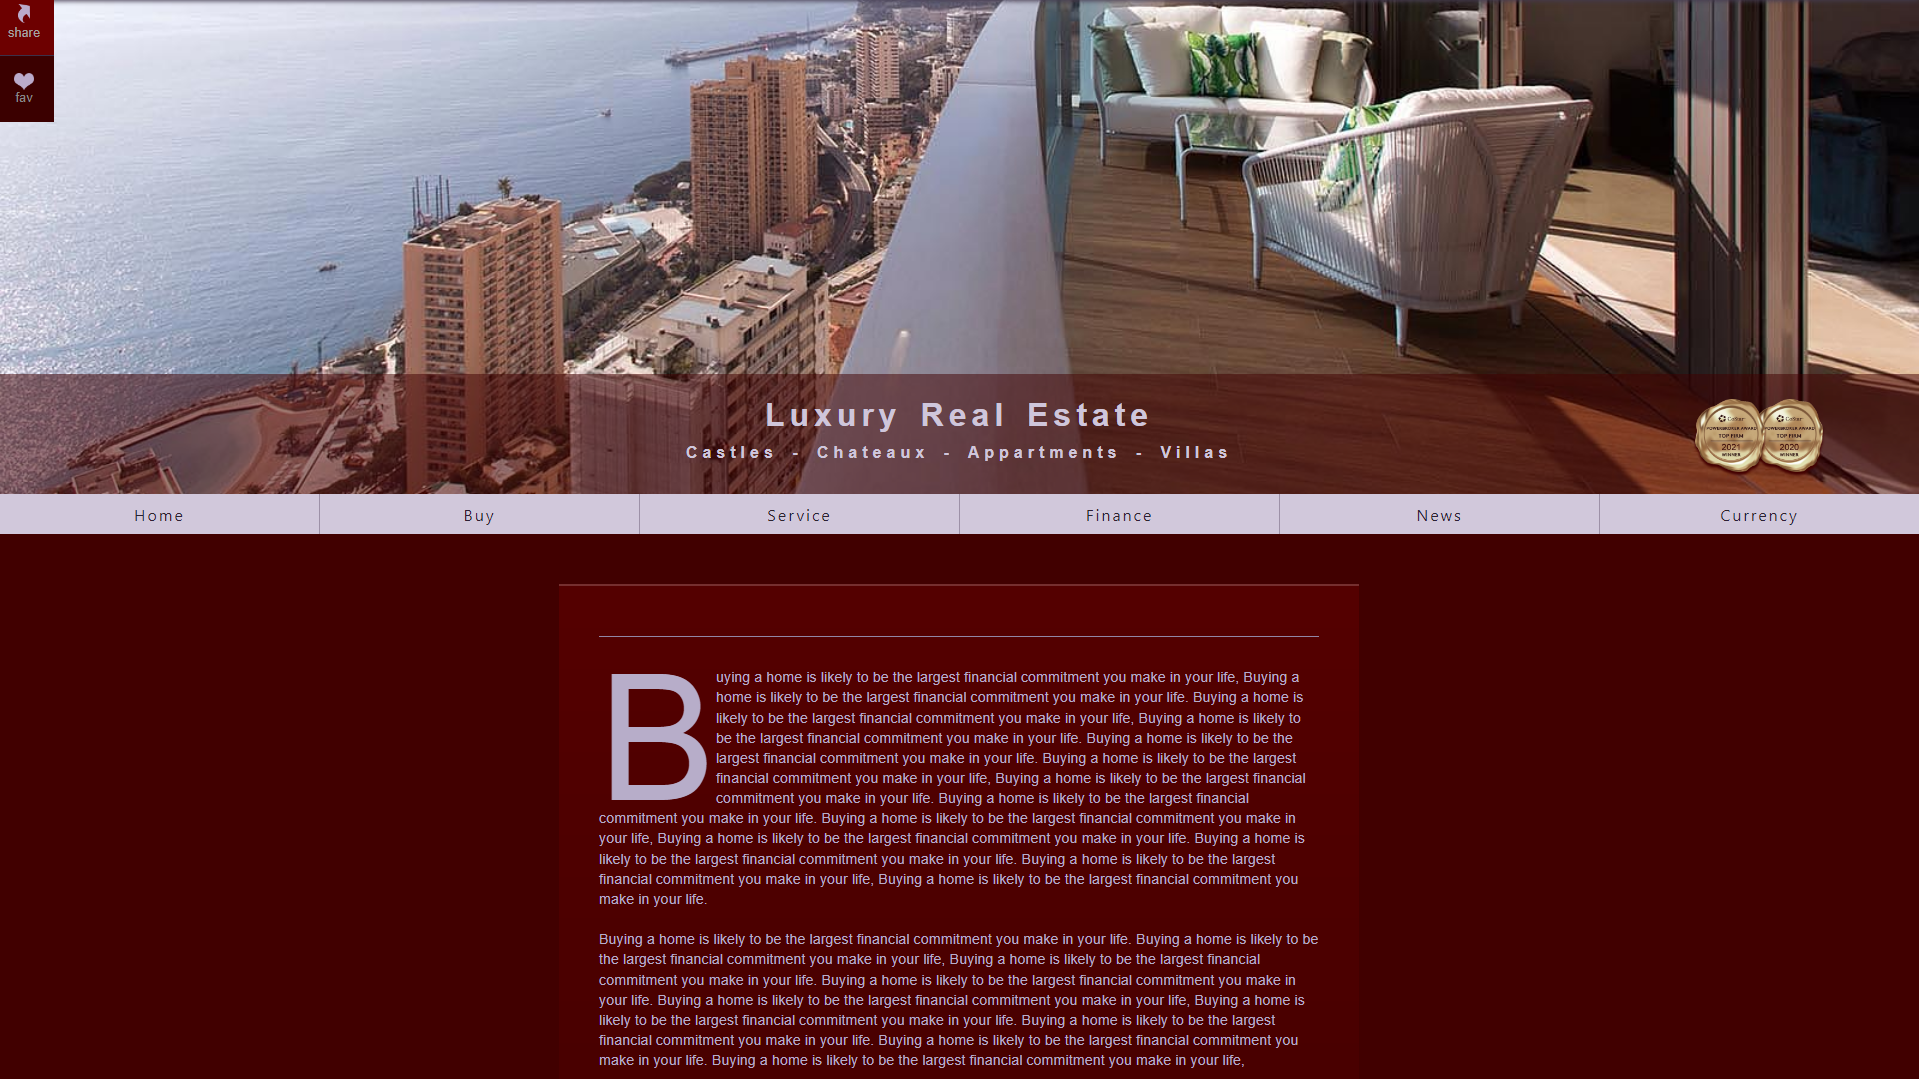 share
fav
Luxury Real Estate
Castles - Chateaux - Appartments - Villas
CoStar
POWERBROKER AWARD
TOP FIRM
2021
WINNER
CoStar
POWERBROKER AWARD
TOP FIRM
2020
WINNER
Home
Buy
Service
Finance
News
Currency
Buying a home is likely to be the largest financial commitment you make in your life, Buying a
home is likely to be the largest financial commitment you make in your life. Buying a home is
likely to be the largest financial commitment you make in your life, Buying a home is likely to
be the largest financial commitment you make in your life. Buying a home is likely to be the
largest financial commitment you make in your life. Buying a home is likely to be the largest
financial commitment you make in your life, Buying a home is likely to be the largest financial
commitment you make in your life. Buying a home is likely to be the largest financial
commitment you make in your life. Buying a home is likely to be the largest financial commitment you make in
your life, Buying a home is likely to be the largest financial commitment you make in your life. Buying a home is
likely to be the largest financial commitment you make in your life. Buying a home is likely to be the largest
financial commitment you make in your life, Buying a home is likely to be the largest financial commitment you
make in your life.
Buying a home is likely to be the largest financial commitment you make in your life. Buying a home is likely to be
the largest financial commitment you make in your life, Buying a home is likely to be the largest financial
commitment you make in your life. Buying a home is likely to be the largest financial commitment you make in
your life. Buying a home is likely to be the largest financial commitment you make in your life, Buying a home is
likely to be the largest financial commitment you make in your life. Buying a home is likely to be the largest
financial commitment you make in your life. Buying a home is likely to be the largest financial commitment you
make in your life. Buying a home is likely to be the largest financial commitment you make in your life,